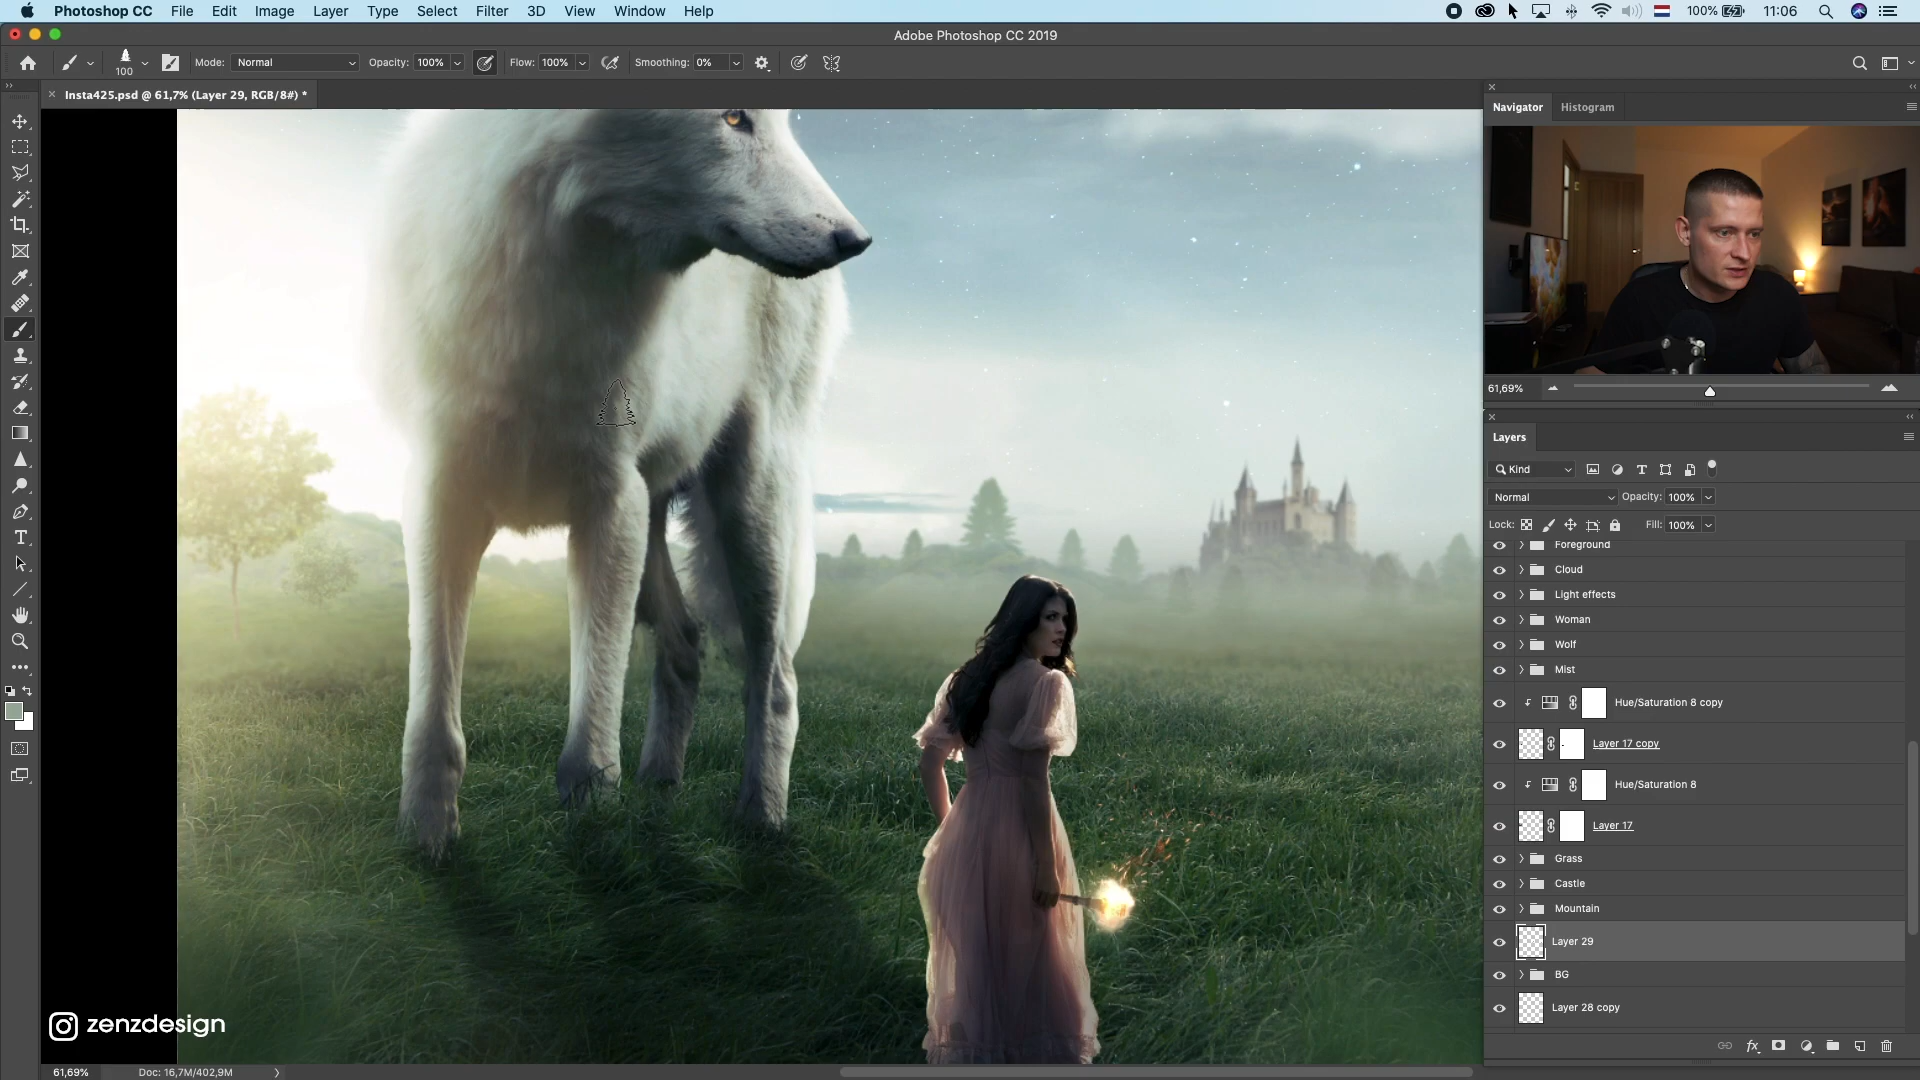 Photoshop CC File Edit Image Layer Type Select Filter 3D View Window Help 100% 11:06
Adobe Photoshop CC 2019
100 Mode: Normal Opacity: 100% Flow: 100% Smoothing: 0%
Insta425.psd @ 61,7% (Layer 29, RGB/8#) *
Navigator Histogram
61,69%
Layers
Kind
Normal Opacity: 100%
Lock: Fill: 100%
Foreground
Cloud
Light effects
Woman
Wolf
Mist
Hue/Saturation 8 copy
Layer 17 copy
Hue/Saturation 8
Layer 17
Grass
Castle
Mountain
Layer 29
BG
Layer 28 copy
zenzdesign
61,69% Doc: 16,7M/402,9M